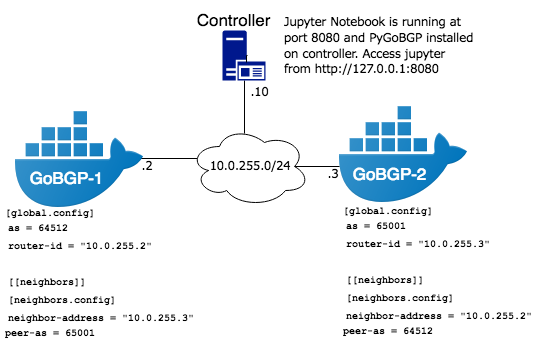 Controller
Jupyter Notebook is running at
port 8080 and PyGoBGP installed
on controller. Access jupyter
from http://127.0.0.1:8080
.10
10.0.255.0/24
.2
.3
GoBGP-1
[global.config]
as = 64512
router-id = "10.0.255.2"
[[neighbors]]
[neighbors.config]
neighbor-address = "10.0.255.3"
peer-as = 65001
GoBGP-2
[global.config]
as = 65001
router-id = "10.0.255.3"
[[neighbors]]
[neighbors.config]
neighbor-address = "10.0.255.2"
peer-as = 64512